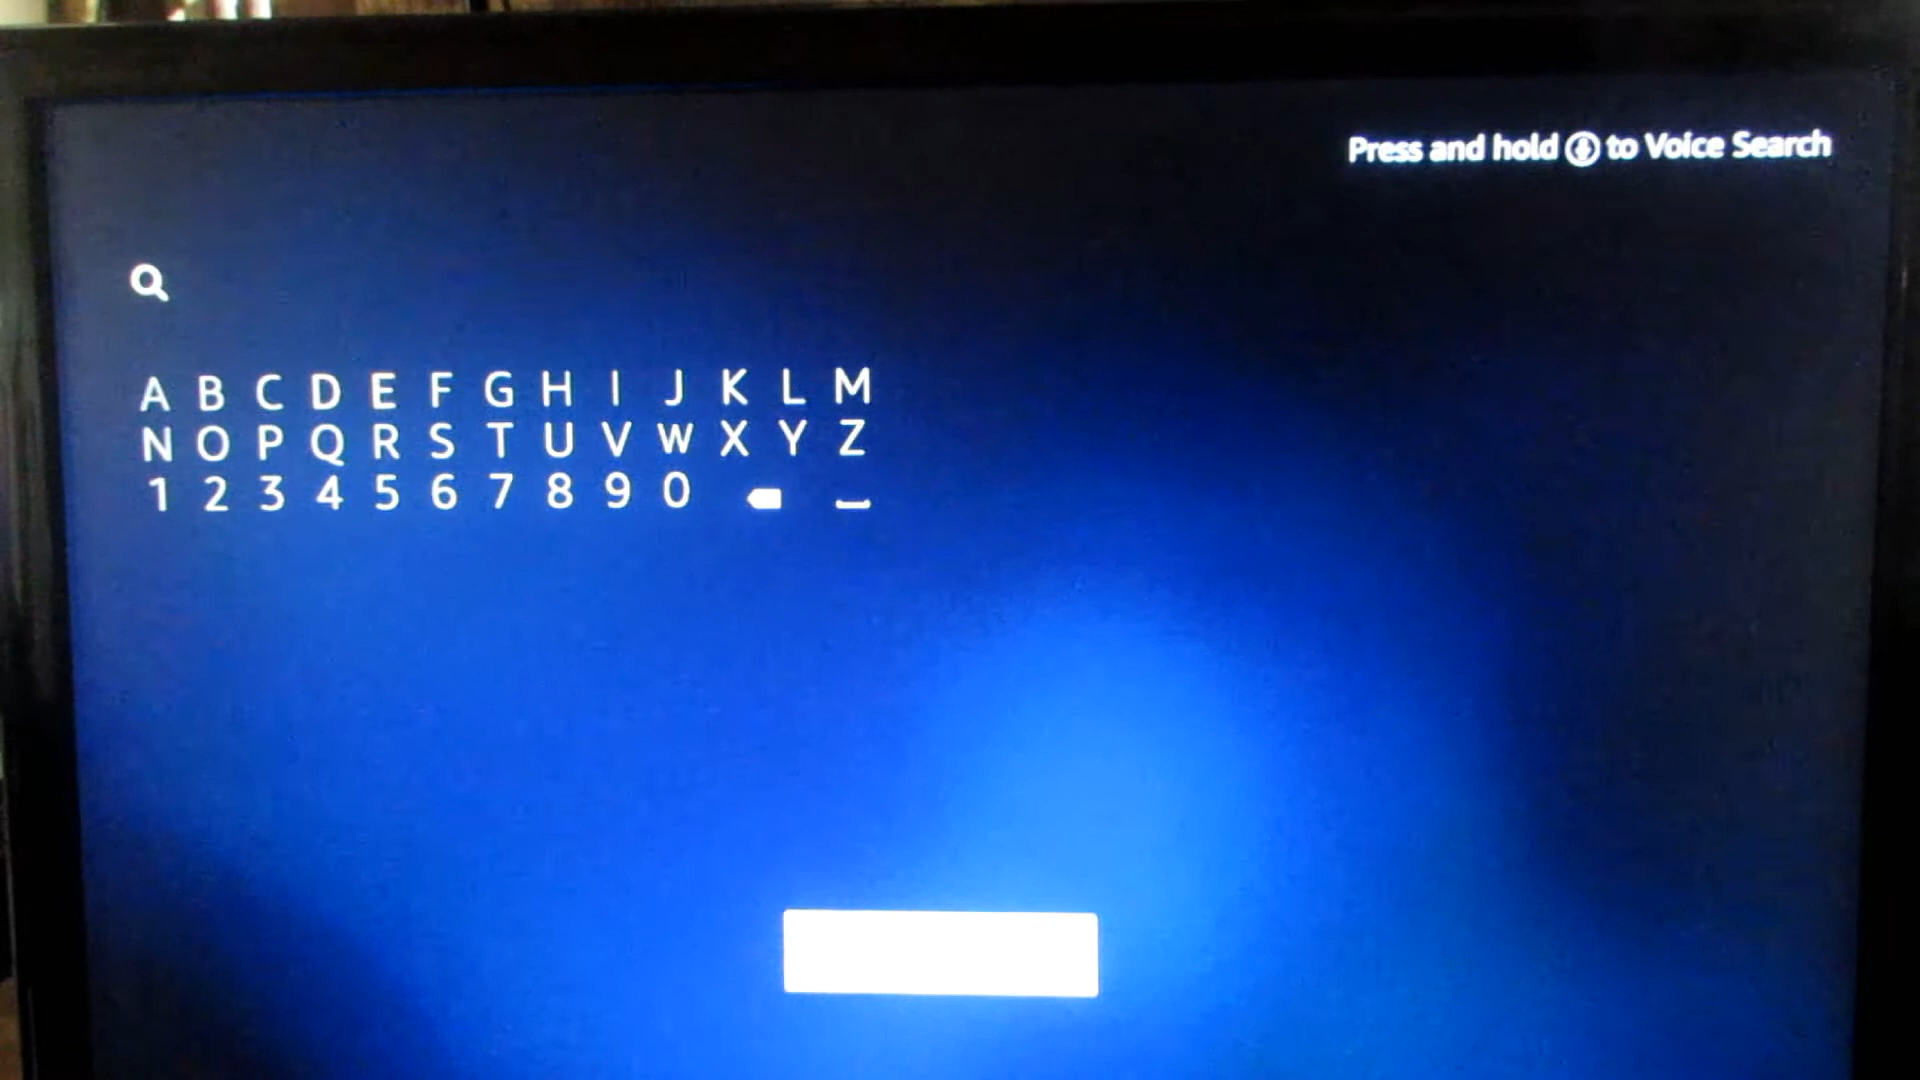 Press and hold to Voice Search
A B C D E F G H I J K L M
N O P Q R S T U V W X Y Z
1 2 3 4 5 6 7 8 9 0